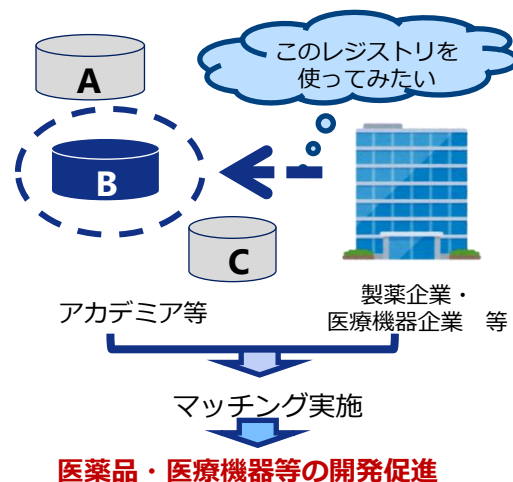 このレジストリを
使ってみたい
A
B
C
アカデミア等
製薬企業・
医療機器企業　等
マッチング実施
医薬品・医療機器等の開発促進